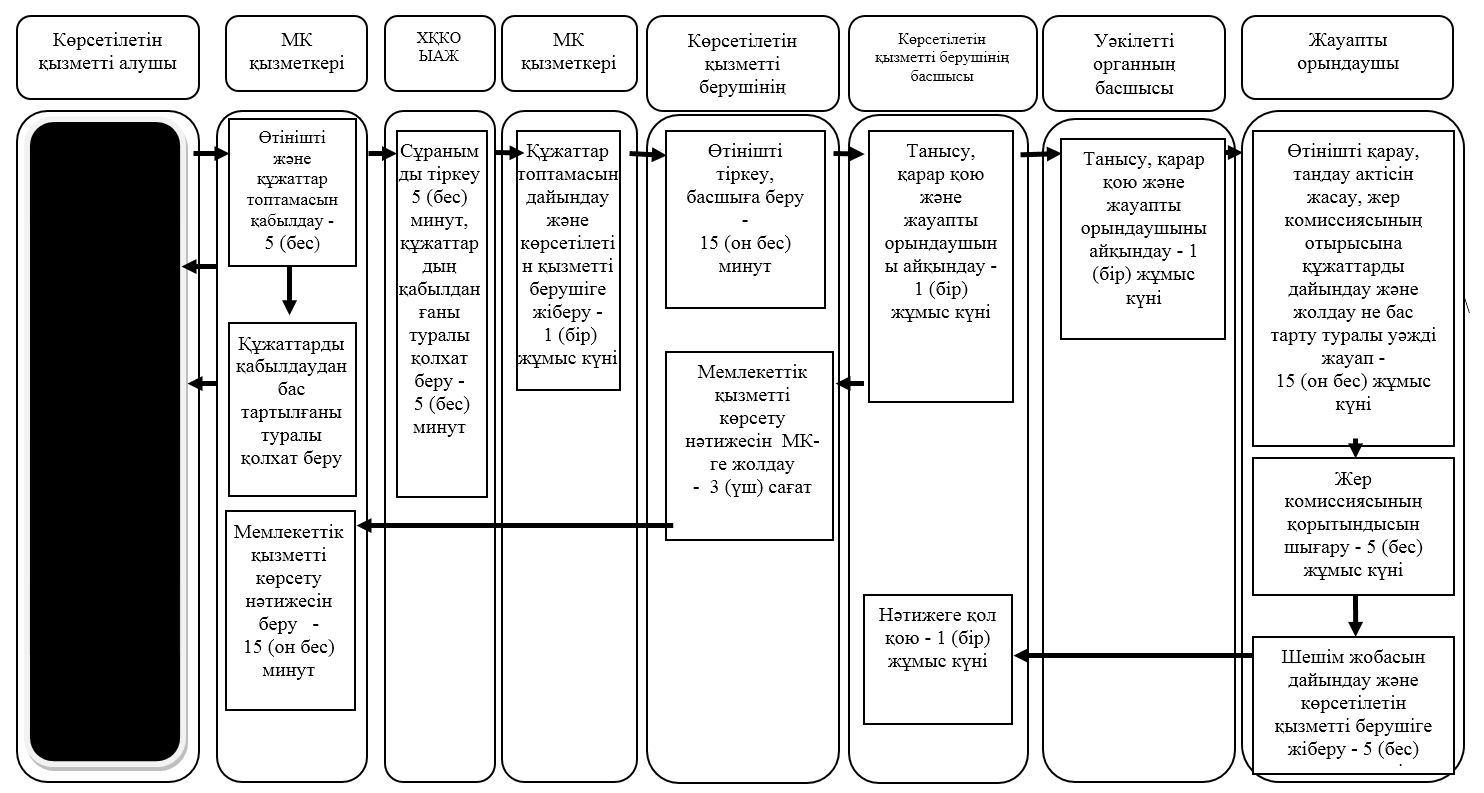 Көрсетілетін
қызметті алушы
МК
қызметкері
ХҚКО
ЫАЖ
МК
қызметкері
Көрсетілетін
қызметті
берушінің
Көрсетілетін
қызметті берушінің
басшысы
Уәкілетті
органның
басшысы
Жауапты
орындаушы
Өтінішті
және
құжаттар
топтамасын
қабылдау -
5 (бес)
Құжаттарды
қабылдаудан
бас
тартылғаны
туралы
қолхат беру
Мемлекеттік
қызметті
көрсету
нәтижесін
беру -
15 (он бес)
минут
Сұраным
ды тіркеу
5 (бес)
минут,
құжаттар
дың
қабылдан
ғаны
туралы
қолхат
беру -
5 (бес)
минут
Құжаттар
топтамасын
дайындау
және
көрсетілеті
н қызметті
берушіге
жіберу -
1 (бір)
жұмыс күні
Өтінішті
тіркеу,
басшыға беру
-
15 (он бес)
минут
Мемлекеттік
қызметті
көрсету
нәтижесін МК-
ге жолдау
- 3 (үш) сағат
Танысу,
қарар қою
және
жауапты
орындаушын
ы айқындау -
1 (бір)
жұмыс күні
Нәтижеге қол
қою - 1 (бір)
жұмыс күні
Танысу, қарар
қою және
жауапты
орындаушыны
айқындау - 1
(бір) жұмыс
күні
Өтінішті қарау,
таңдау актісін
жасау, жер
комиссиясының
отырысына
құжаттарды
дайындау және
жолдау не бас
тарту туралы уәжді
жауап -
15 (он бес) жұмыс
күні
Жер
комиссиясының
қорытындысын
шығару - 5 (бес)
жұмыс күні
Шешім жобасын
дайындау және
көрсетілетін
қызметті берушіге
жіберу - 5 (бес)